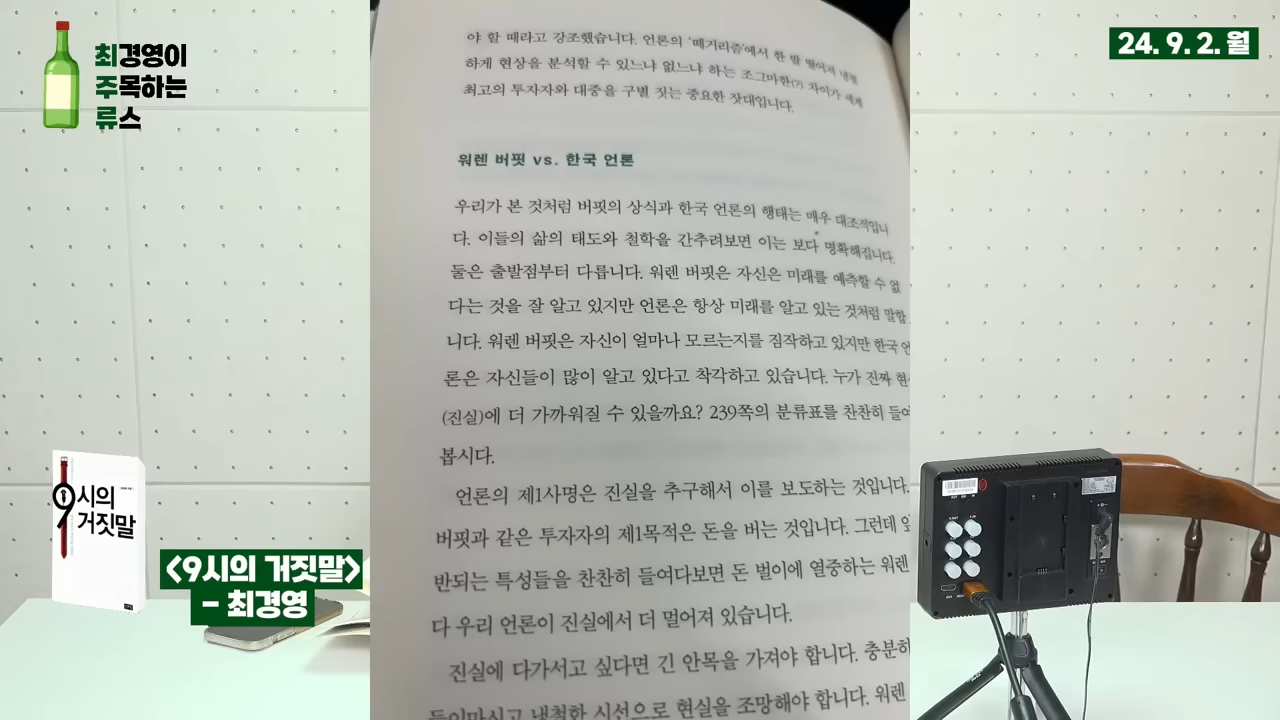 최경영이
주목하는
류스
24. 9. 2. 월
야 할 때라고 강조했습니다. 언론의 '떼거리즘'에서 한 발 떨어져
하게 현상을 분석할 수 있느냐 없느냐 하는 조그마한(?) 차이가
최고의 투자자와 대중을 구별 짓는 중요한 잣대입니다.
워렌 버핏 vs. 한국 언론
우리가 본 것처럼 버핏의 상식과 한국 언론의 행태는 매우 대조적입니
다. 이들의 삶의 태도와 철학을 간추려보면 이는 보다 명확해집니다.
둘은 출발점부터 다릅니다. 워렌 버핏은 자신은 미래를 예측할 수 없
다는 것을 잘 알고 있지만 언론은 항상 미래를 알고 있는 것처럼 말합
니다. 워렌 버핏은 자신이 얼마나 모르는지를 짐작하고 있지만 한국 언
론은 자신들이 많이 알고 있다고 착각하고 있습니다. 누가 진짜 현
(진실)에 더 가까워질 수 있을까요? 239쪽의 분류표를 찬찬히 들여
봅시다.
언론의 제1사명은 진실을 추구해서 이를 보도하는 것입니다.
버핏과 같은 투자자의 제1목적은 돈을 버는 것입니다. 그런데
반되는 특성들을 찬찬히 들여다보면 돈 벌이에 열중하는 워렌
다 우리 언론이 진실에서 더 멀어져 있습니다.
진실에 다가서고 싶다면 긴 안목을 가져야 합니다. 충분히
들이마시고 냉철한 시선으로 현실을 조망해야 합니다. 워렌
9시의
거짓말
<9시의 거짓말>
- 최경영